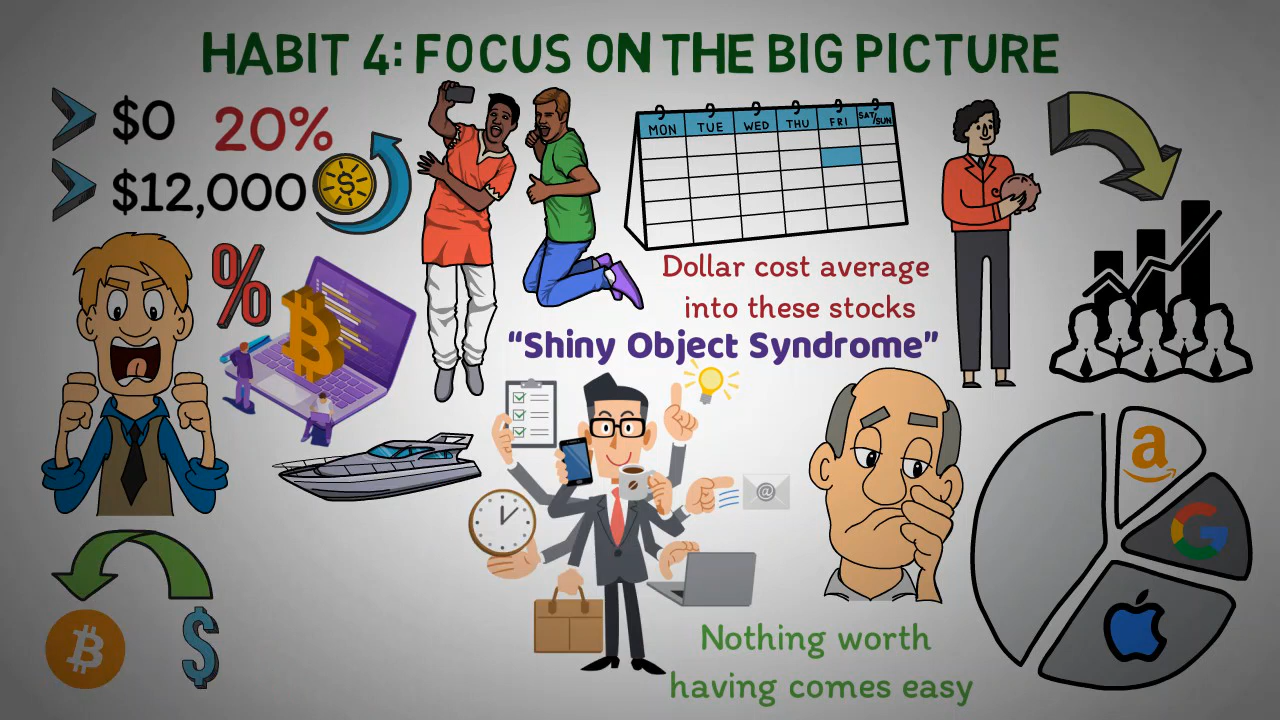 HABIT 4: FOCUS ON THE BIG PICTURE
$0
20%
$12,000
$
%
MON TUE WED THU FRI SAT/SUN
Dollar cost average
into these stocks
“Shiny Object Syndrome”
@
a
G
$
Nothing worth
having comes easy